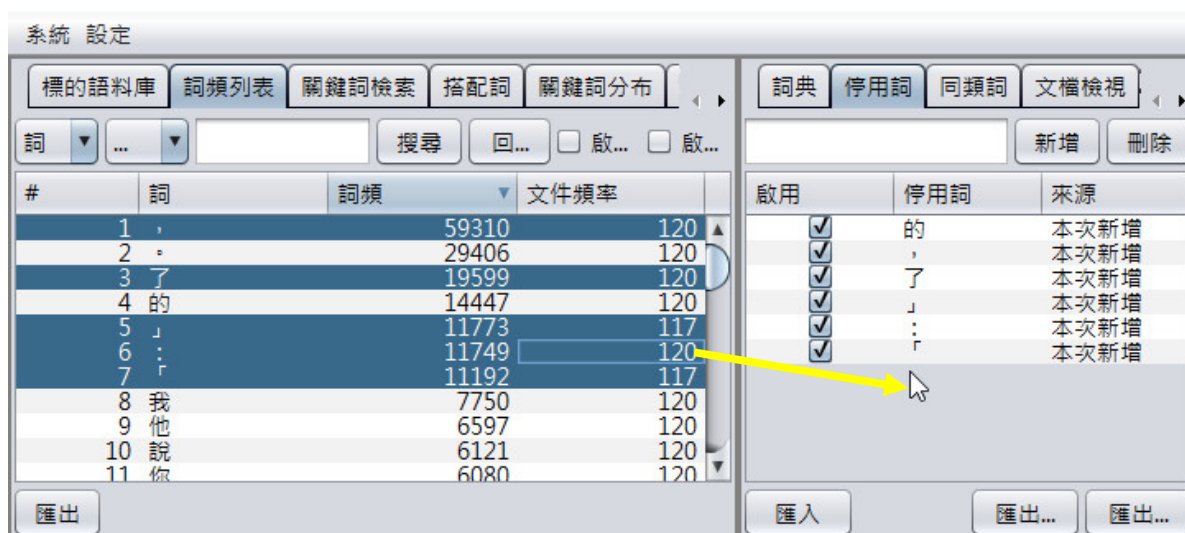 系統 設定
標的語料庫 詞頻列表 關鍵詞檢索 搭配詞 關鍵詞分布
詞典 停用詞 同類詞 文檔檢視
詞 ... 搜尋 回... 啟... 啟...
新增 刪除
# 詞 詞頻 文件頻率
啟用 停用詞 來源
1 , 59310 120
2 。 29406 120
3 了 19599 120
4 的 14447 120
5 」 11773 117
6 : 11749 120
7 「 11192 117
8 我 7750 120
9 他 6597 120
10 說 6121 120
11 你 6080 120
的 本次新增
, 本次新增
了 本次新增
」 本次新增
: 本次新增
「 本次新增
匯出
匯入 匯出... 匯出...